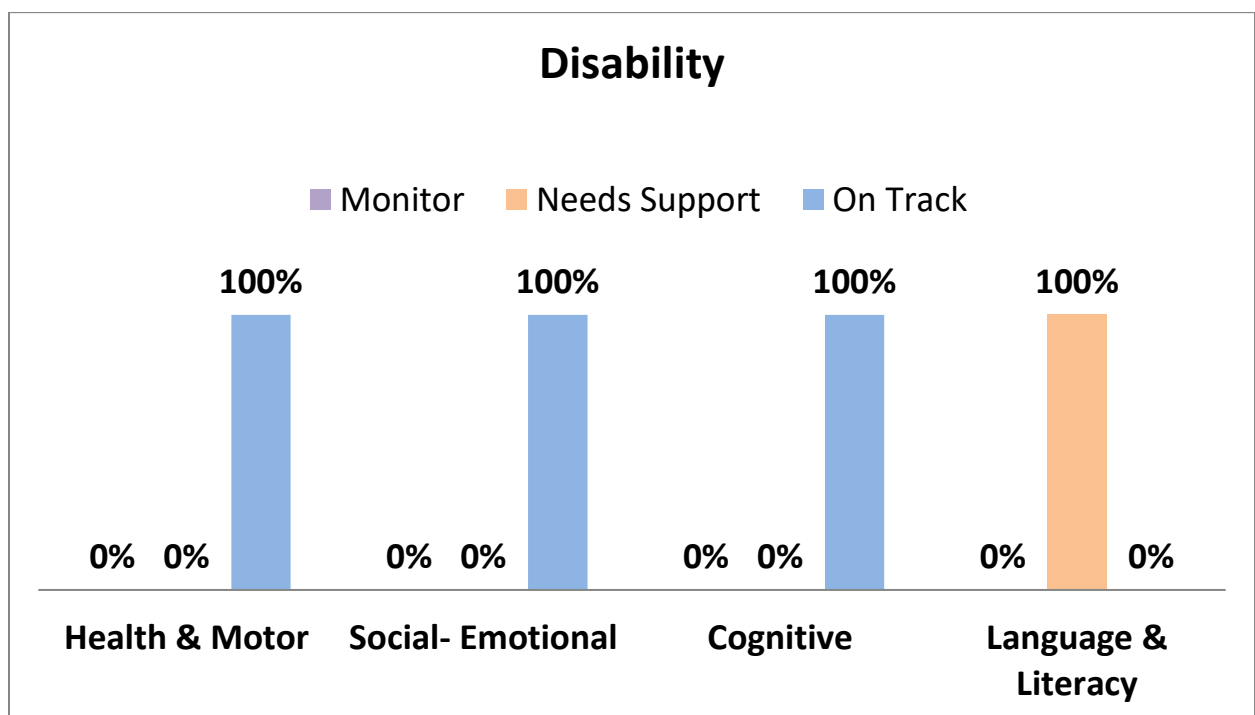 Disability
Monitor Needs Support On Track
100% 100% 100% 100%
0% 0% 0% 0% 0% 0% 0% 0%
Health & Motor Social- Emotional Cognitive Language &
Literacy